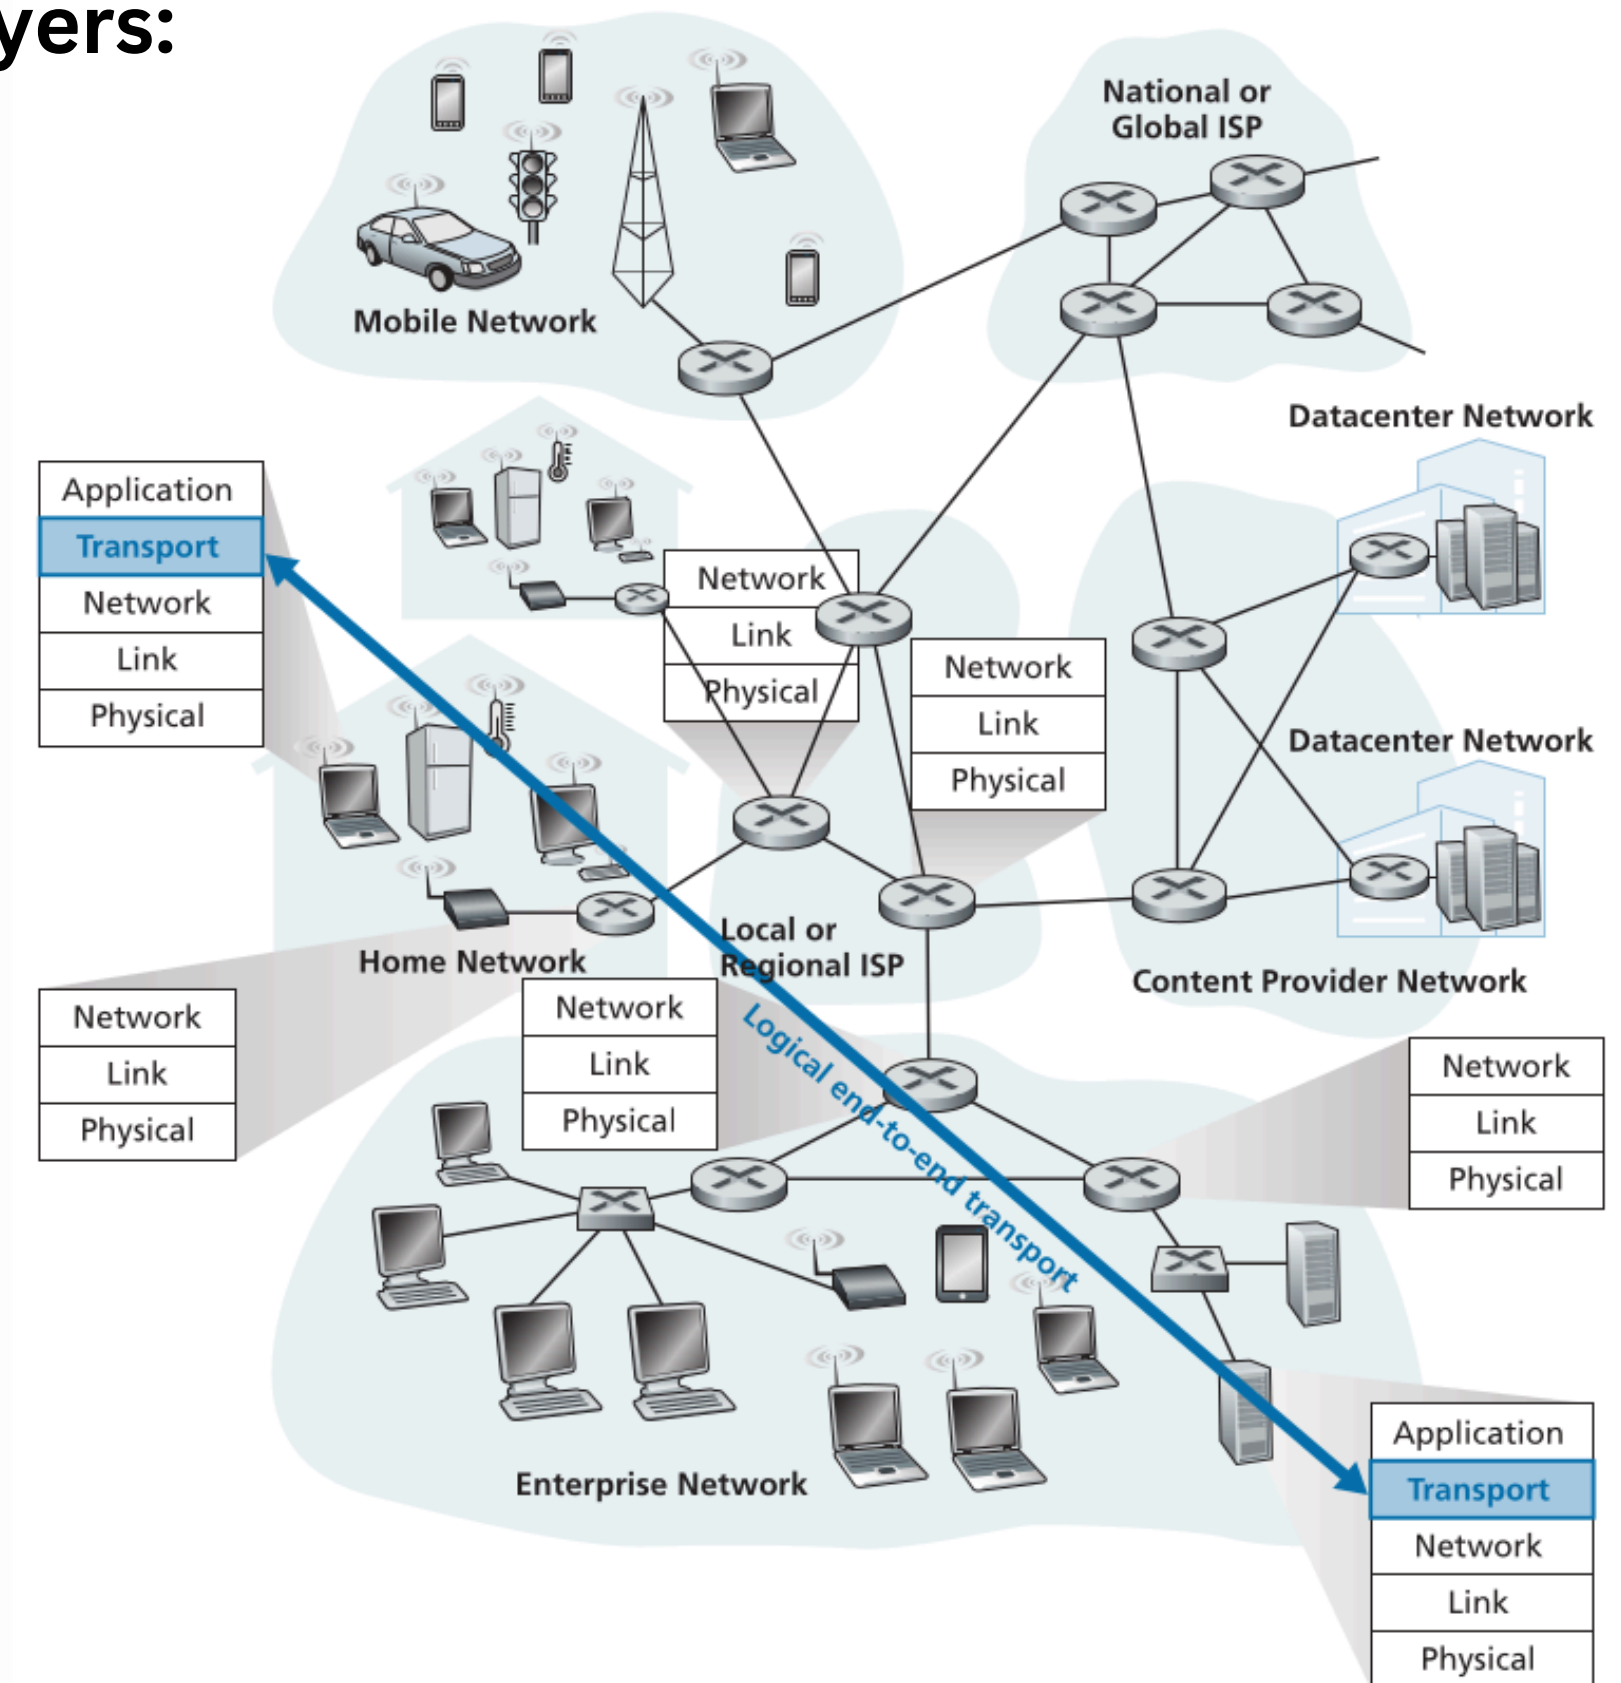 yers:
National or
Global ISP
Mobile Network
Datacenter Network
Application
Transport
Network
Link
Physical
Network
Link
Physical
Network
Link
Physical
Datacenter Network
Local or
Regional ISP
Home Network
Content Provider Network
Network
Link
Physical
Network
Link
Physical
Logical end-to-end transport
Network
Link
Physical
Enterprise Network
Application
Transport
Network
Link
Physical